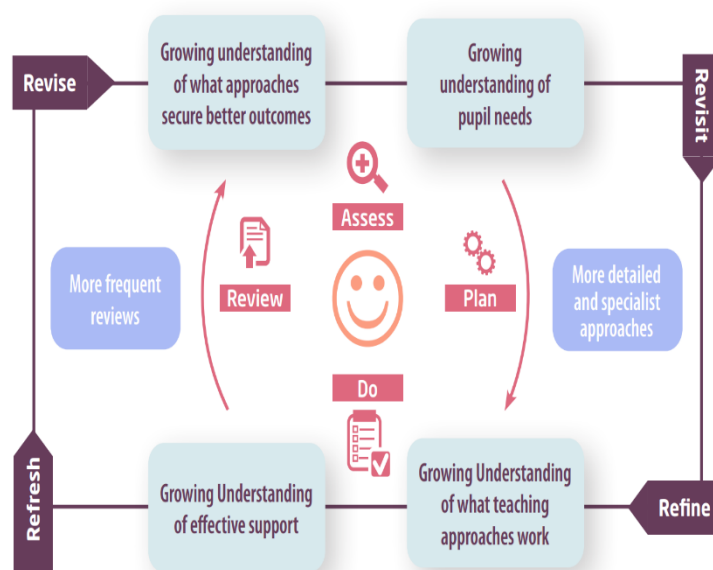 Revise
Growing understanding
of what approaches
secure better outcomes
Growing
understanding of
pupil needs
Revisit
Assess
More frequent
reviews
Review
Plan
More detailed
and specialist
approaches
Do
Refresh
Growing Understanding
of effective support
Growing Understanding
of what teaching
approaches work
Refine